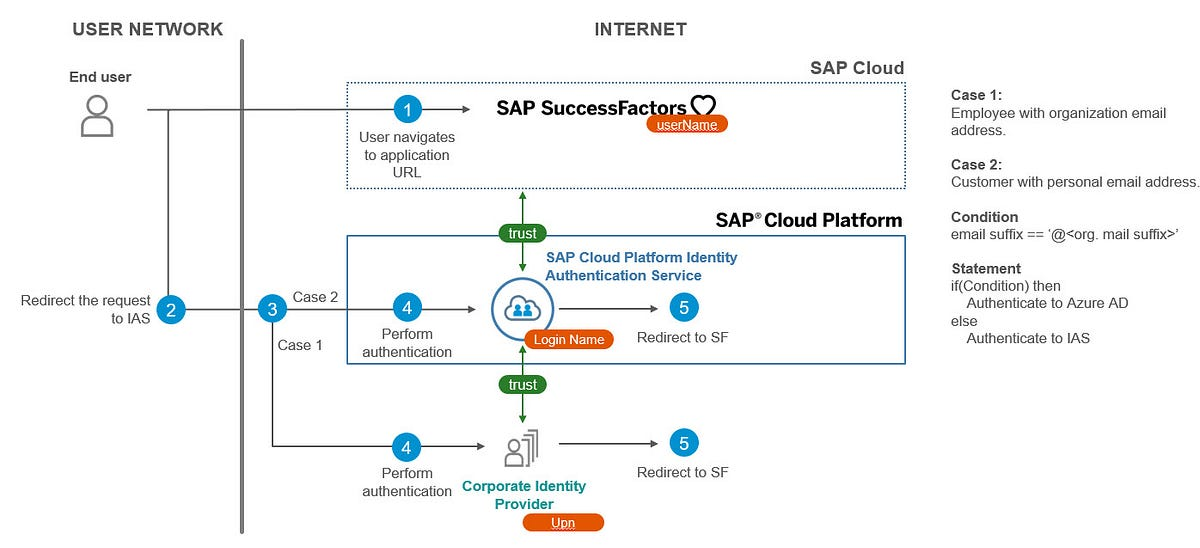 USER NETWORK
INTERNET
SAP Cloud
End user
1
SAP SuccessFactors
userName
User navigates
to application
URL
Case 1:
Employee with organization email
address.
Case 2:
Customer with personal email address.
Condition
email suffix == '@<org. mail suffix>'
Statement
if(Condition) then
Authenticate to Azure AD
else
Authenticate to IAS
trust
SAP® Cloud Platform
SAP Cloud Platform Identity
Authentication Service
Redirect the request
to IAS
2
3
Case 2
Case 1
4
Perform
authentication
Login Name
5
Redirect to SF
trust
4
Perform
authentication
Corporate Identity
Provider
Upn
5
Redirect to SF